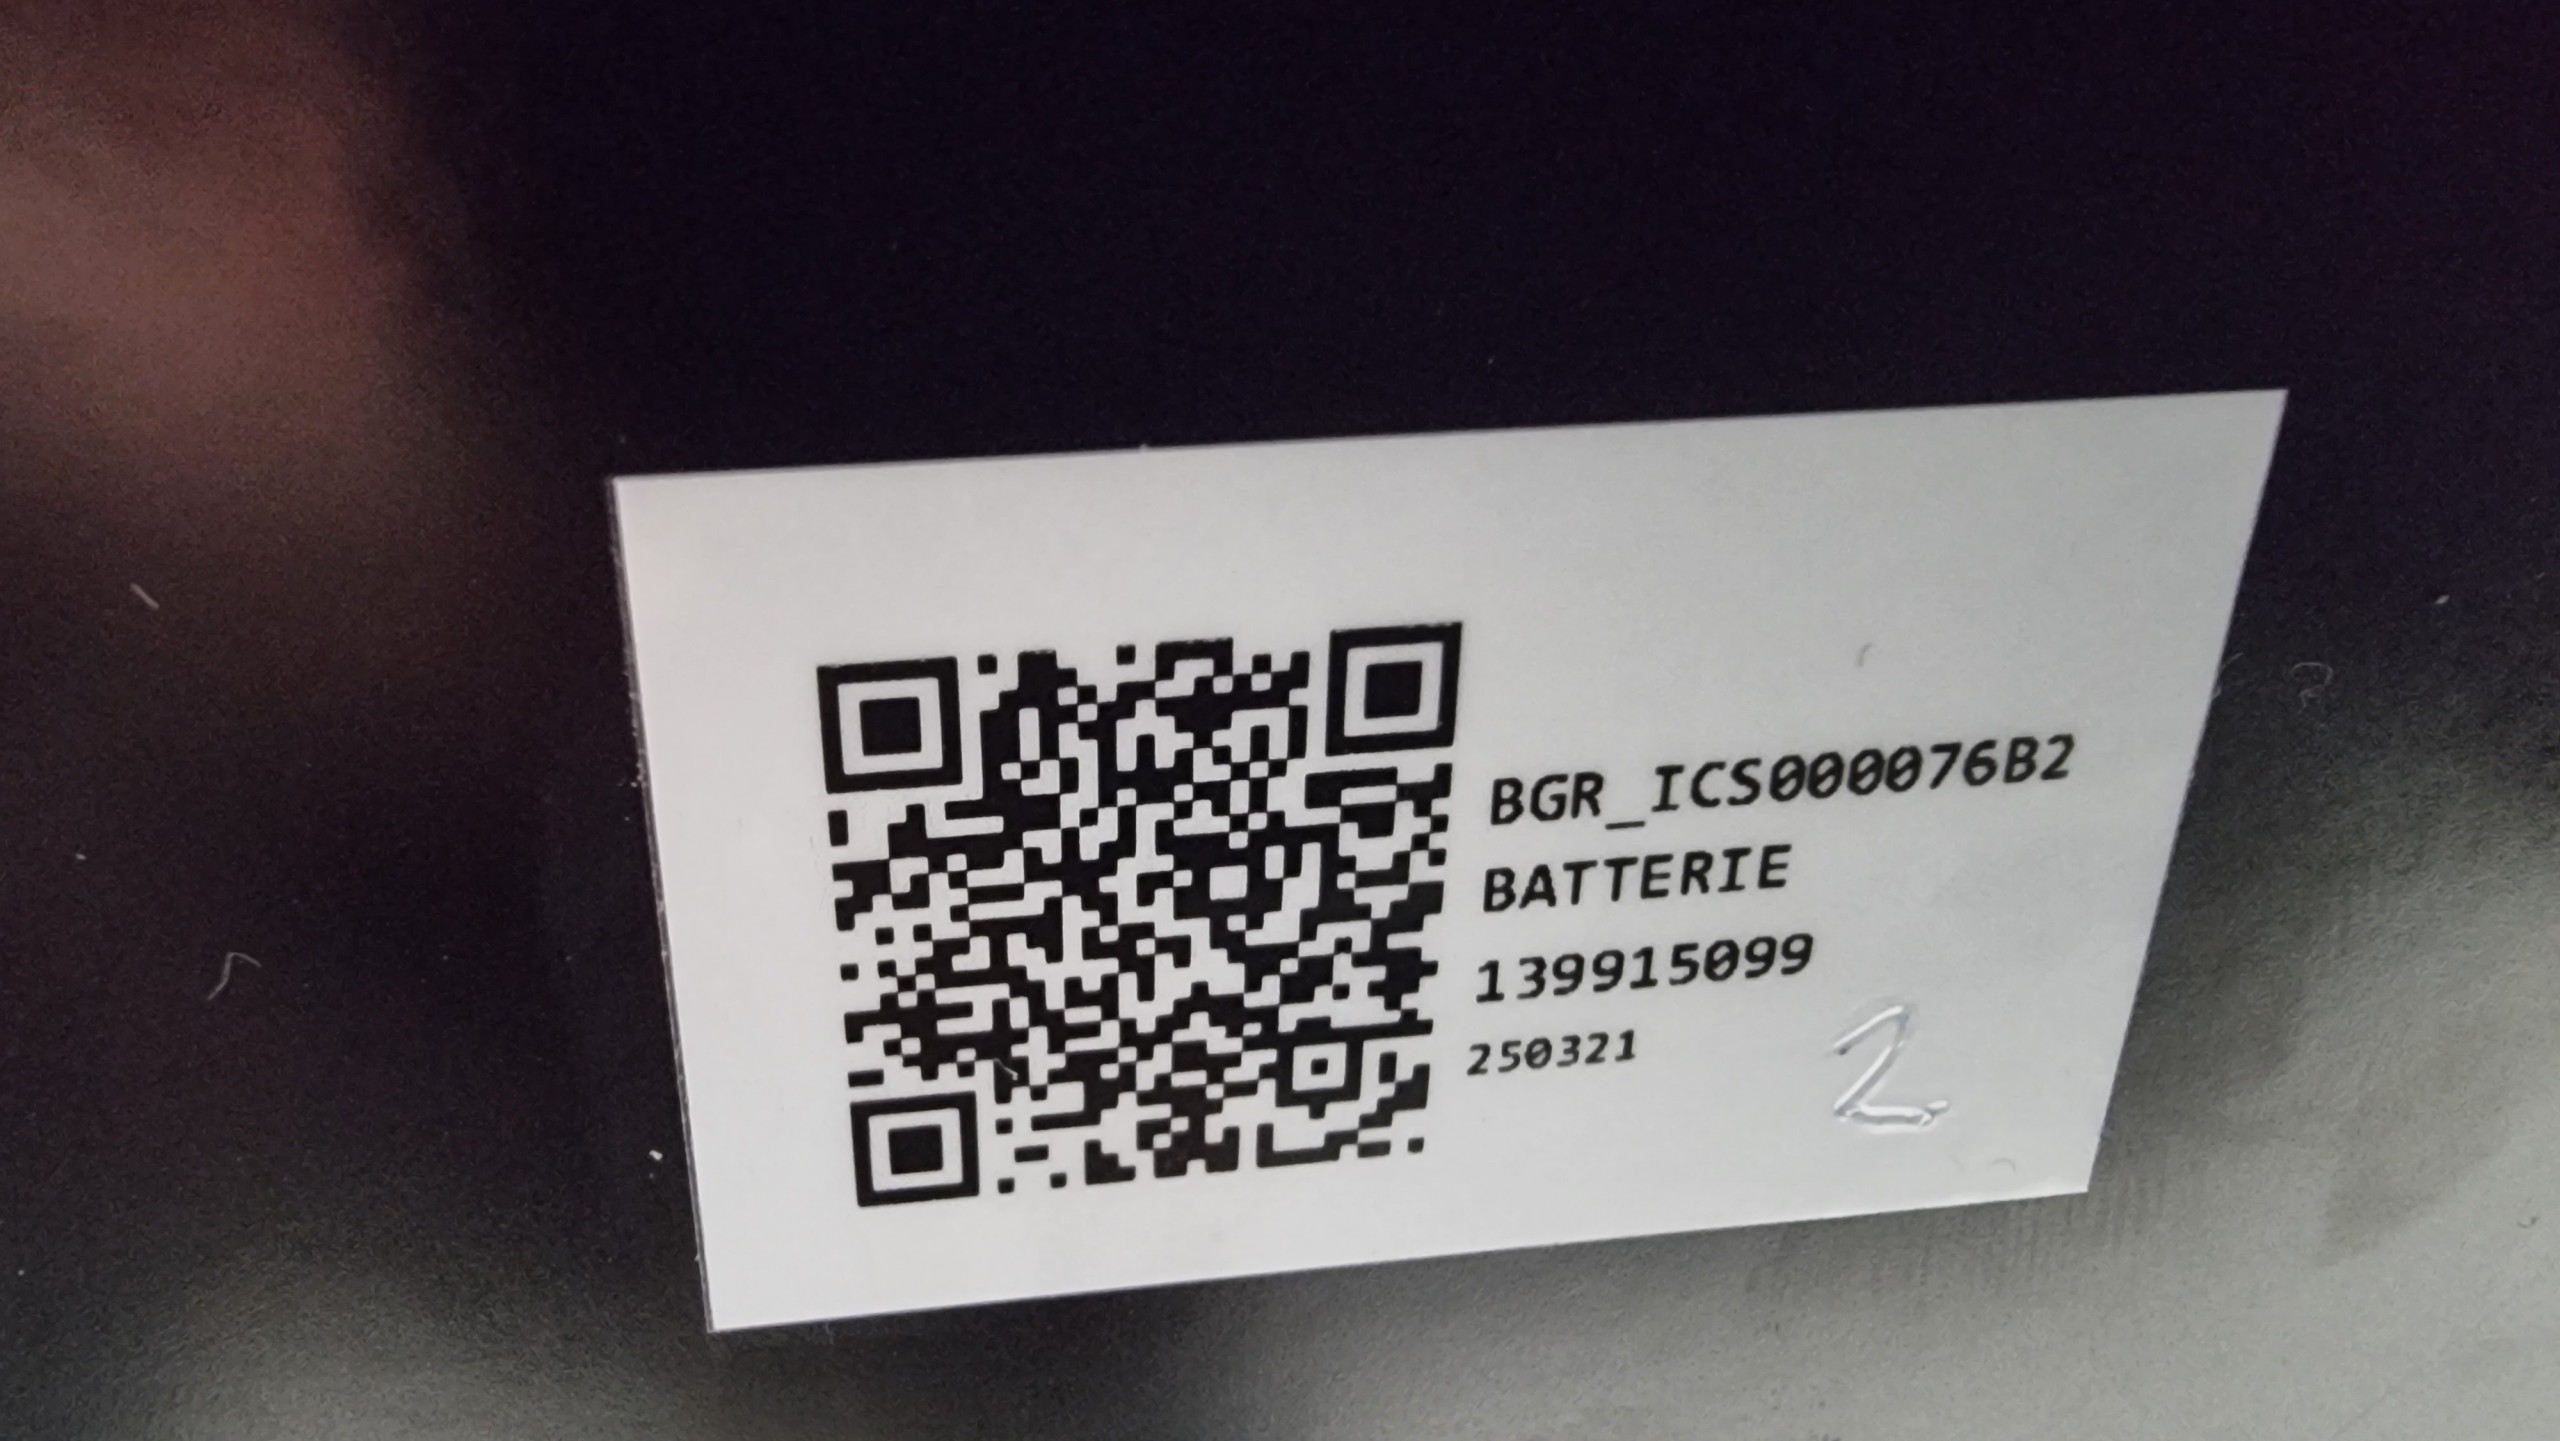 BGR_ICS000076B2
BATTERIE
139915099
250321
2